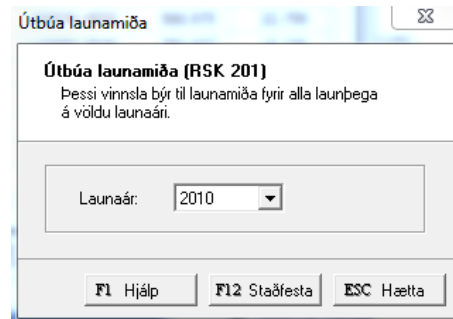 Útbúa launamiða
Útbúa launamiða (RSK 201)
Þessi vinnsla býr til launamiða fyrir alla launþega
á völdu launaári.
Launaár: 2010
F1 Hjálp F12 Staðfesta ESC Hætta